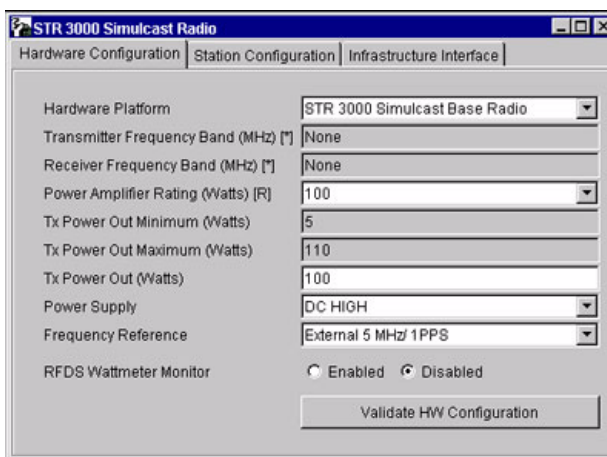 STR 3000 Simulcast Radio
Hardware Configuration Station Configuration Infrastructure Interface
Hardware Platform STR 3000 Simulcast Base Radio
Transmitter Frequency Band (MHz) [*] None
Receiver Frequency Band (MHz) [*] None
Power Amplifier Rating (Watts) [R] 100
Tx Power Out Minimum (Watts) 5
Tx Power Out Maximum (Watts) 110
Tx Power Out (Watts) 100
Power Supply DC HIGH
Frequency Reference External 5 MHz/ 1PPS
RFDS Wattmeter Monitor Enabled Disabled
Validate HW Configuration